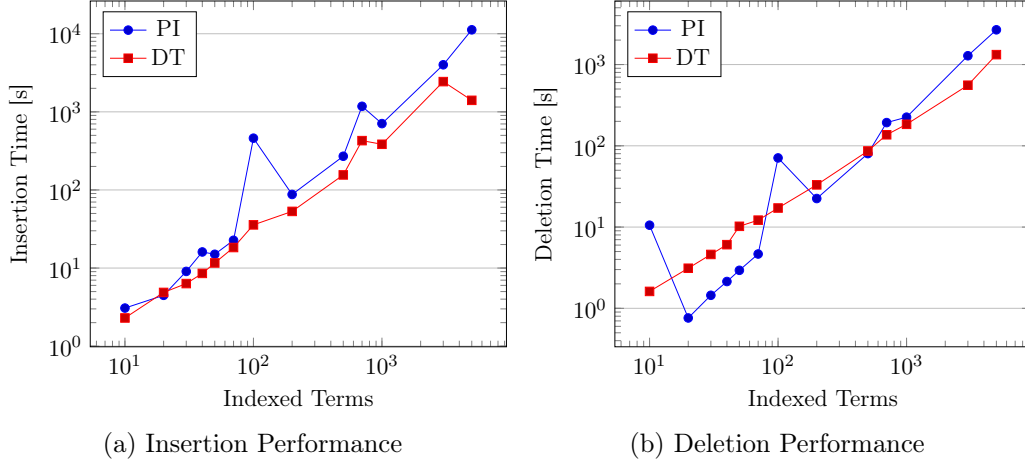 PI
DT
Insertion Time [s]
10^4
10^3
10^2
10^1
10^0
10^1
10^2
10^3
Indexed Terms
(a) Insertion Performance
PI
DT
Deletion Time [s]
10^3
10^2
10^1
10^0
10^1
10^2
10^3
Indexed Terms
(b) Deletion Performance